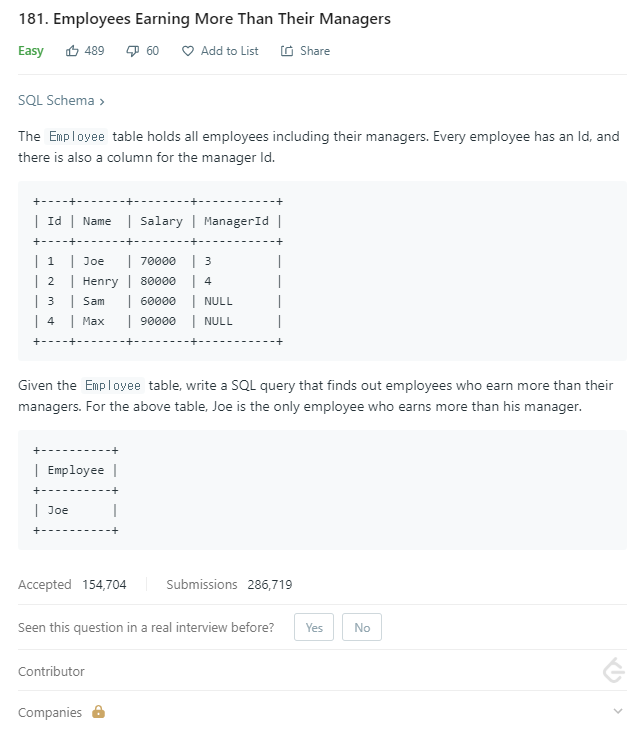 181. Employees Earning More Than Their Managers
Easy 489 60 Add to List Share
SQL Schema >
The Employee table holds all employees including their managers. Every employee has an Id, and
there is also a column for the manager Id.
+----+-------+--------+-----------+
| Id | Name  | Salary | ManagerId |
+----+-------+--------+-----------+
| 1  | Joe   | 70000  | 3         |
| 2  | Henry | 80000  | 4         |
| 3  | Sam   | 60000  | NULL      |
| 4  | Max   | 90000  | NULL      |
+----+-------+--------+-----------+
Given the Employee table, write a SQL query that finds out employees who earn more than their
managers. For the above table, Joe is the only employee who earns more than his manager.
+----------+
| Employee |
+----------+
| Joe      |
+----------+
Accepted 154,704 Submissions 286,719
Seen this question in a real interview before? Yes No
Contributor
Companies